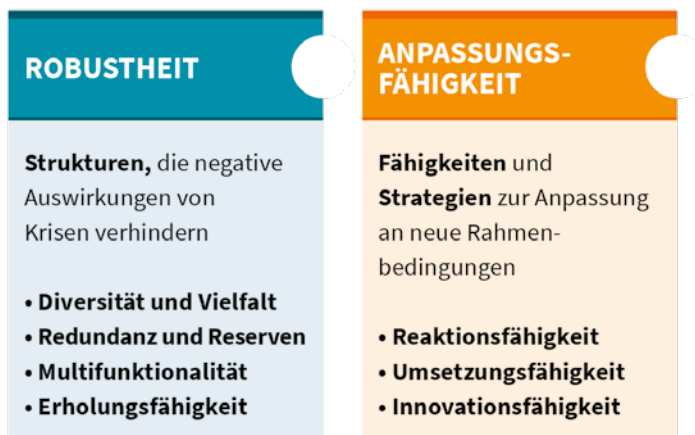 ROBUSTHEIT
Strukturen, die negative
Auswirkungen von
Krisen verhindern
• Diversität und Vielfalt
• Redundanz und Reserven
• Multifunktionalität
• Erholungsfähigkeit
ANPASSUNGS-
FÄHIGKEIT
Fähigkeiten und
Strategien zur Anpassung
an neue Rahmen-
bedingungen
• Reaktionsfähigkeit
• Umsetzungsfähigkeit
• Innovationsfähigkeit